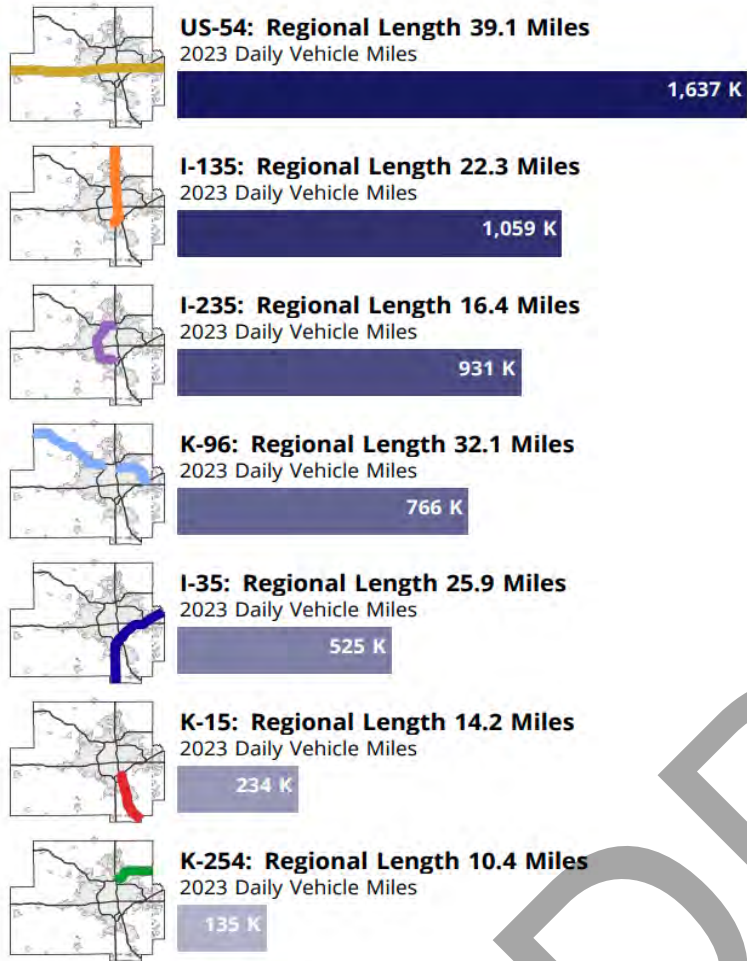 US-54: Regional Length 39.1 Miles
2023 Daily Vehicle Miles
1,637 K
I-135: Regional Length 22.3 Miles
2023 Daily Vehicle Miles
1,059 K
I-235: Regional Length 16.4 Miles
2023 Daily Vehicle Miles
931 K
K-96: Regional Length 32.1 Miles
2023 Daily Vehicle Miles
766 K
I-35: Regional Length 25.9 Miles
2023 Daily Vehicle Miles
525 K
K-15: Regional Length 14.2 Miles
2023 Daily Vehicle Miles
234 K
K-254: Regional Length 10.4 Miles
2023 Daily Vehicle Miles
135 K